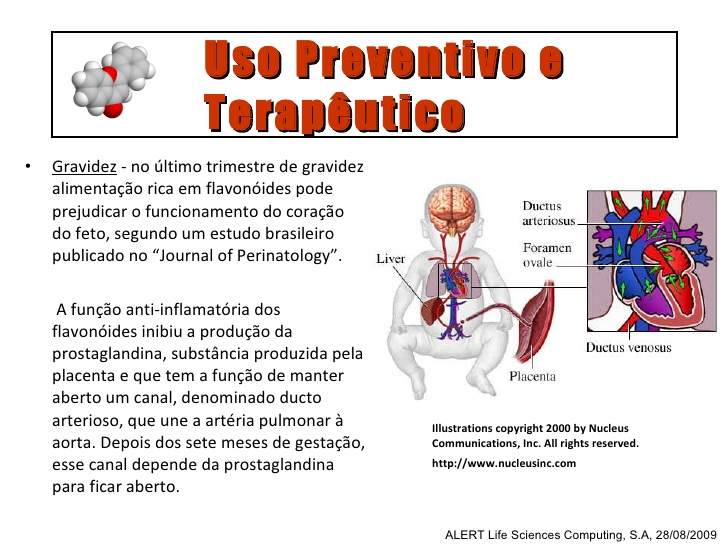 Uso Preventivo e
Terapêutico
• Gravidez - no último trimestre de gravidez
alimentação rica em flavonóides pode
prejudicar o funcionamento do coração
do feto, segundo um estudo brasileiro
publicado no “Journal of Perinatology”.
A função anti-inflamatória dos
flavonóides inibiu a produção da
prostaglandina, substância produzida pela
placenta e que tem a função de manter
aberto um canal, denominado ducto
arterioso, que une a artéria pulmonar à
aorta. Depois dos sete meses de gestação,
esse canal depende da prostaglandina
para ficar aberto.
Ductus
arteriosus
Foramen
ovale
Liver
Ductus venosus
Placenta
Illustrations copyright 2000 by Nucleus
Communications, Inc. All rights reserved.
http://www.nucleusinc.com
ALERT Life Sciences Computing, S.A, 28/08/2009